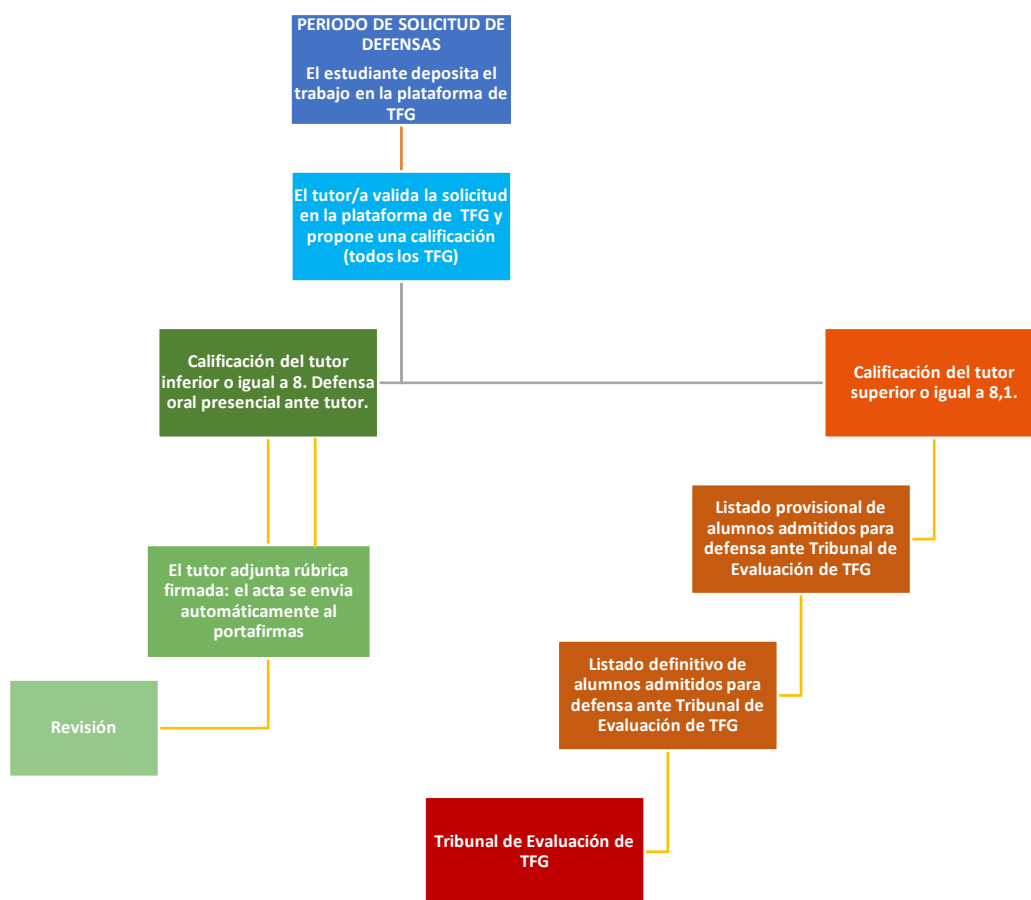 PERIODO DE SOLICITUD DE
DEFENSAS
El estudiante deposita el
trabajo en la plataforma de
TFG
El tutor/a valida la solicitud
en la plataforma de TFG y
propone una calificación
(todos los TFG)
Calificación del tutor
inferior o igual a 8. Defensa
oral presencial ante tutor.
Calificación del tutor
superior o igual a 8,1.
Listado provisional de
alumnos admitidos para
defensa ante Tribunal de
Evaluación de TFG
El tutor adjunta rúbrica
firmada: el acta se envia
automáticamente al
portafirmas
Listado definitivo de
alumnos admitidos para
defensa ante Tribunal de
Evaluación de TFG
Revisión
Tribunal de Evaluación de
TFG